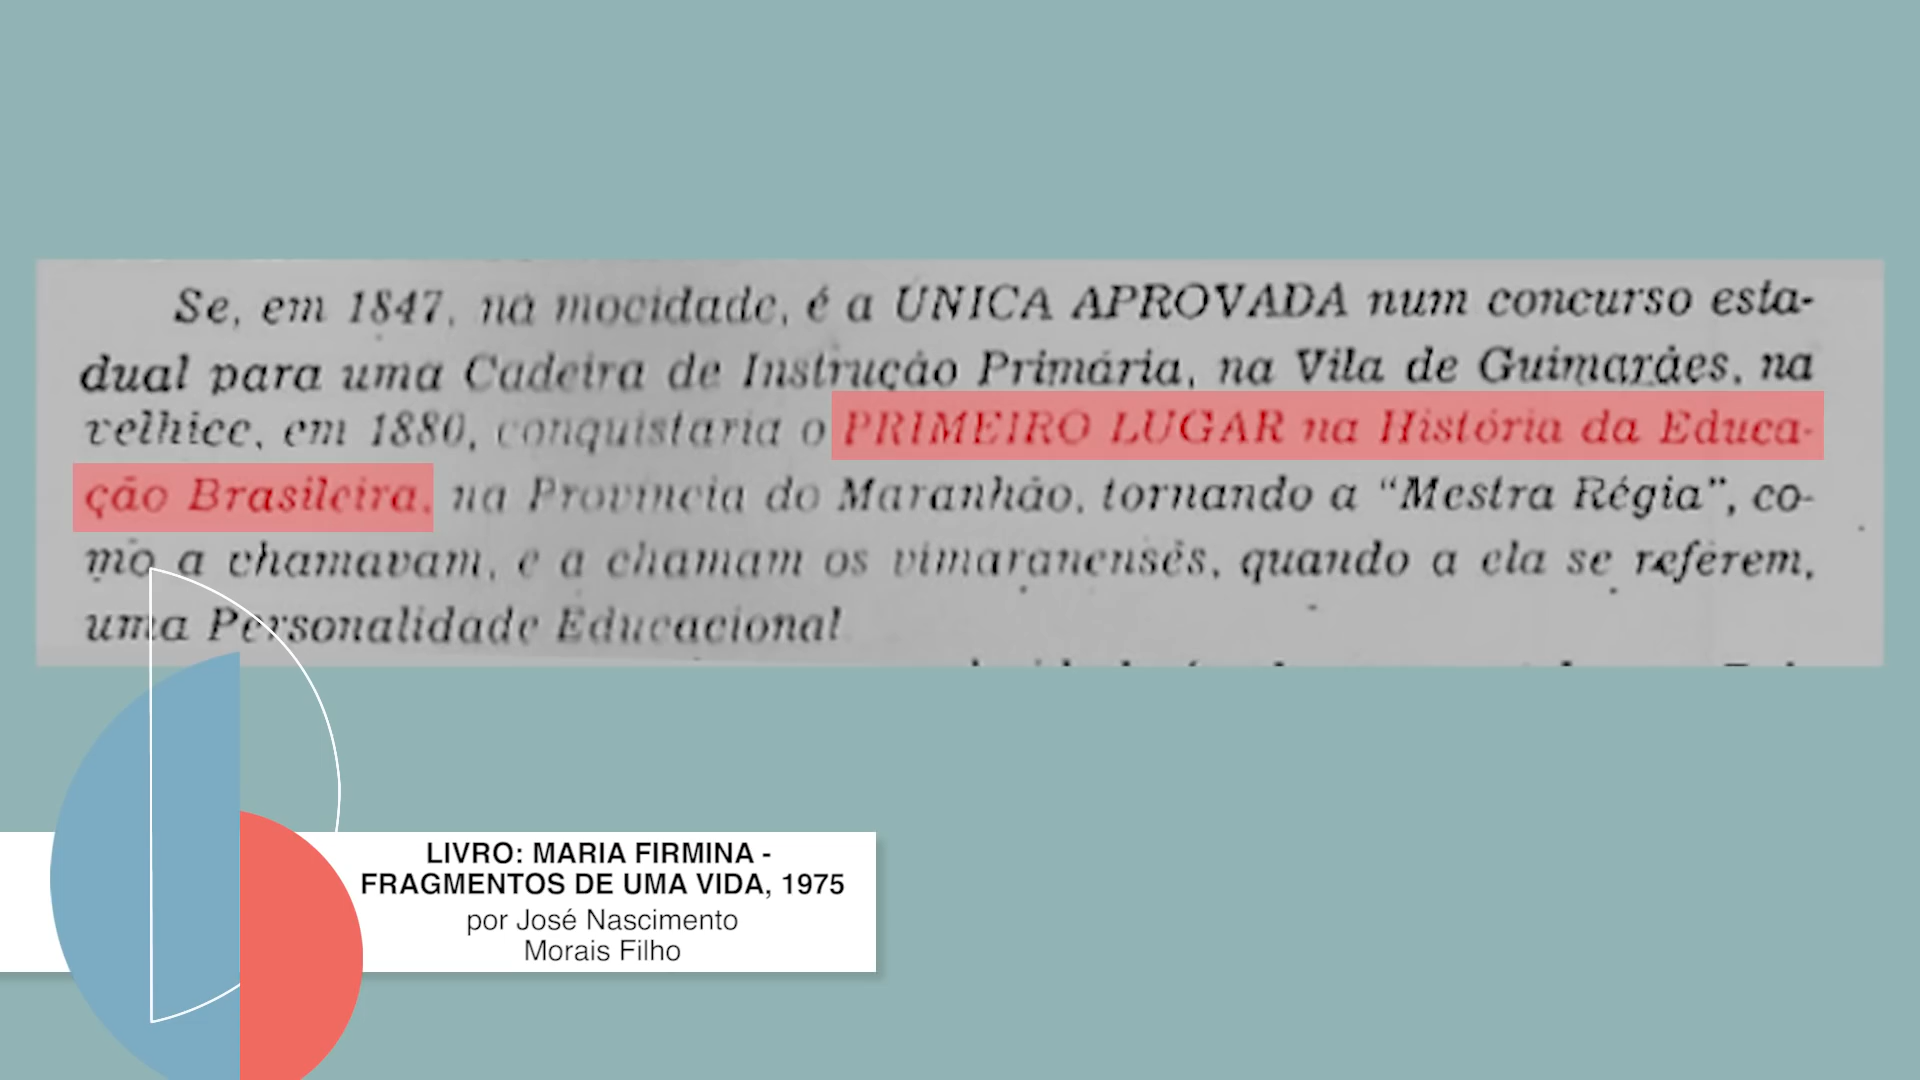 Se, em 1847, na mocidade, é a ÚNICA APROVADA num concurso esta-
dual para uma Cadeira de Instrução Primária, na Vila de Guimarães, na
velhice, em 1880, conquistaria o PRIMEIRO LUGAR na História da Educa-
ção Brasileira, na Província do Maranhão, tornando a “Mestra Régia”, co-
mo a chamavam, e a chamam os vimaranensês, quando a ela se referem,
uma Personalidade Educacional
LIVRO: MARIA FIRMINA -
FRAGMENTOS DE UMA VIDA, 1975
por José Nascimento
Morais Filho